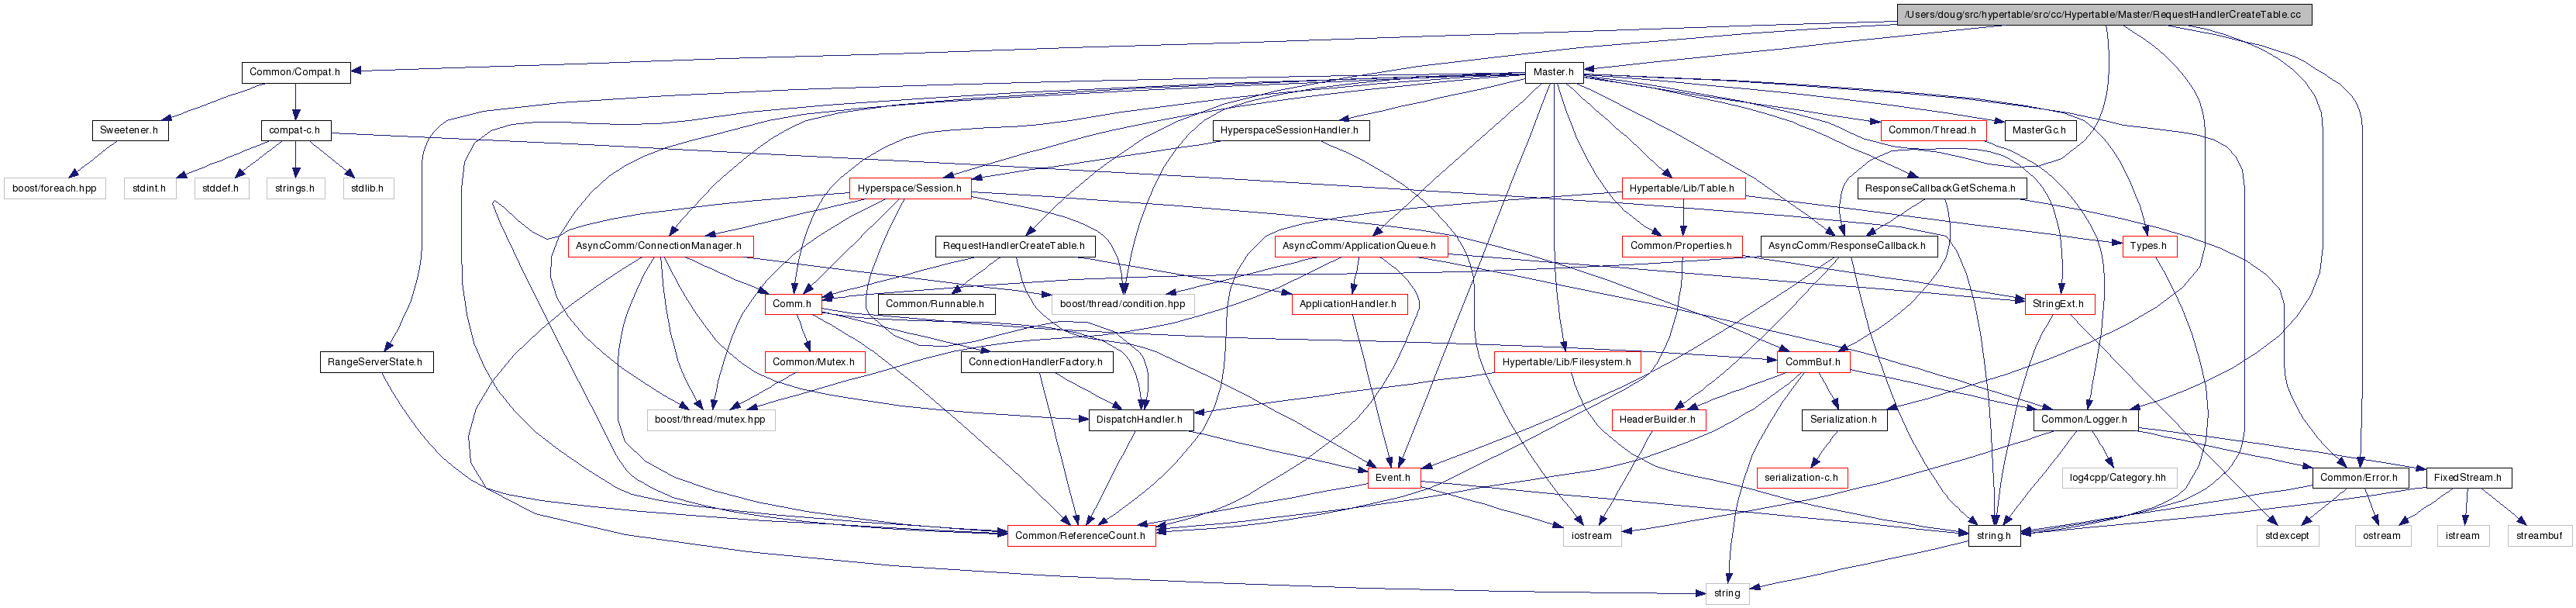 /Users/doug/src/hypertable/src/cc/Hypertable/Master/RequestHandlerCreateTable.cc
Common/Compat.h
Master.h
Sweetener.h
compat-c.h
HyperspaceSessionHandler.h
Common/Thread.h
MasterGc.h
boost/foreach.hpp
stdint.h
stddef.h
strings.h
stdlib.h
Hyperspace/Session.h
Hypertable/Lib/Table.h
ResponseCallbackGetSchema.h
AsyncComm/ConnectionManager.h
RequestHandlerCreateTable.h
AsyncComm/ApplicationQueue.h
Common/Properties.h
AsyncComm/ResponseCallback.h
Types.h
Comm.h
Common/Runnable.h
boost/thread/condition.hpp
ApplicationHandler.h
StringExt.h
RangeServerState.h
Common/Mutex.h
ConnectionHandlerFactory.h
Hypertable/Lib/Filesystem.h
CommBuf.h
boost/thread/mutex.hpp
DispatchHandler.h
HeaderBuilder.h
Serialization.h
Common/Logger.h
Event.h
serialization-c.h
log4cpp/Category.hh
Common/Error.h
FixedStream.h
Common/ReferenceCount.h
iostream
string.h
stdexcept
ostream
istream
streambuf
string